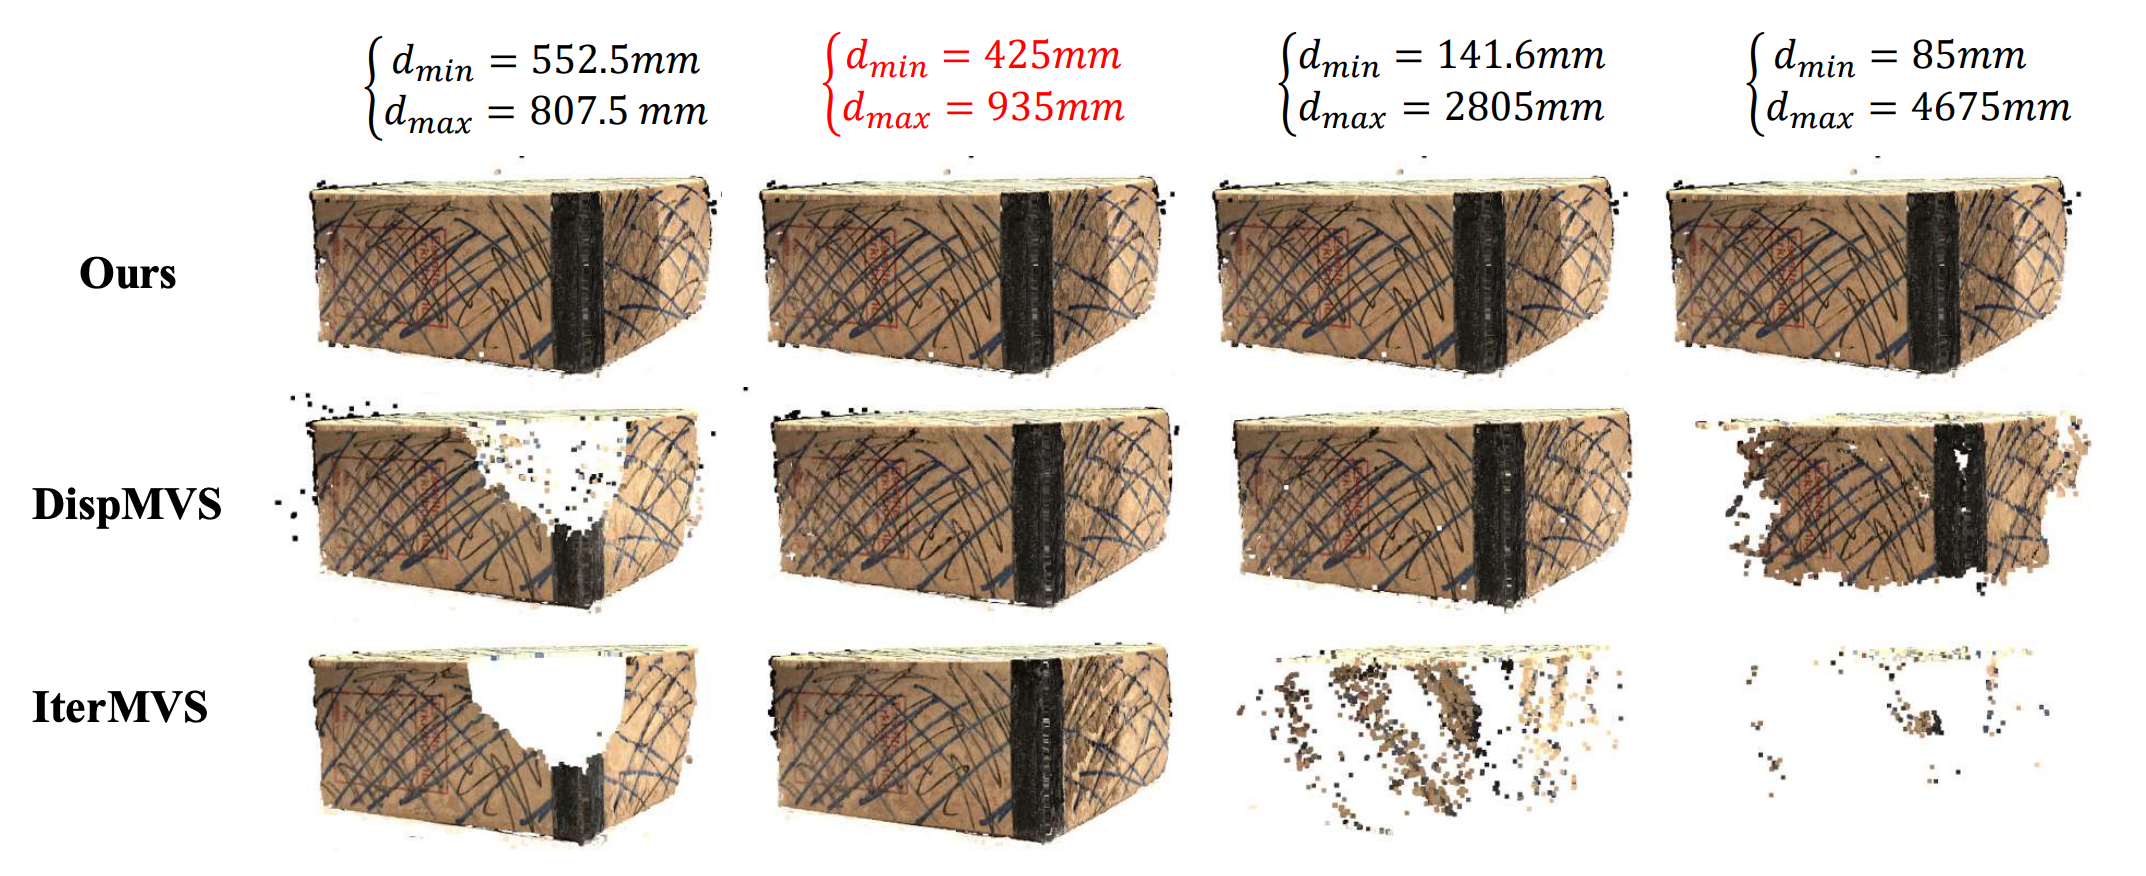 d_min = 552.5mm
d_max = 807.5 mm
d_min = 425mm
d_max = 935mm
d_min = 141.6mm
d_max = 2805mm
d_min = 85mm
d_max = 4675mm
Ours
DispMVS
IterMVS